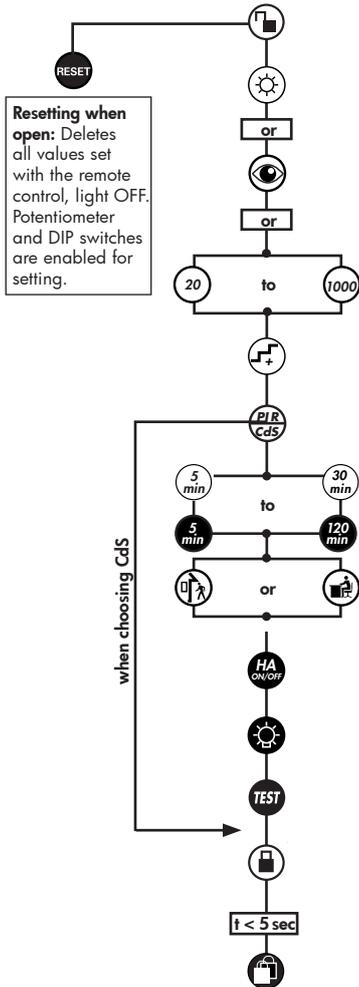 RESET
Resetting when
open: Deletes
all values set
with the remote
control, light OFF.
Potentiometer
and DIP switches
are enabled for
setting.
or
or
20 to 1000
+
PIR
CdS
5
min
30
min
to
5
min
120
min
or
when choosing CdS
HA
ON/OFF
TEST
t < 5 sec